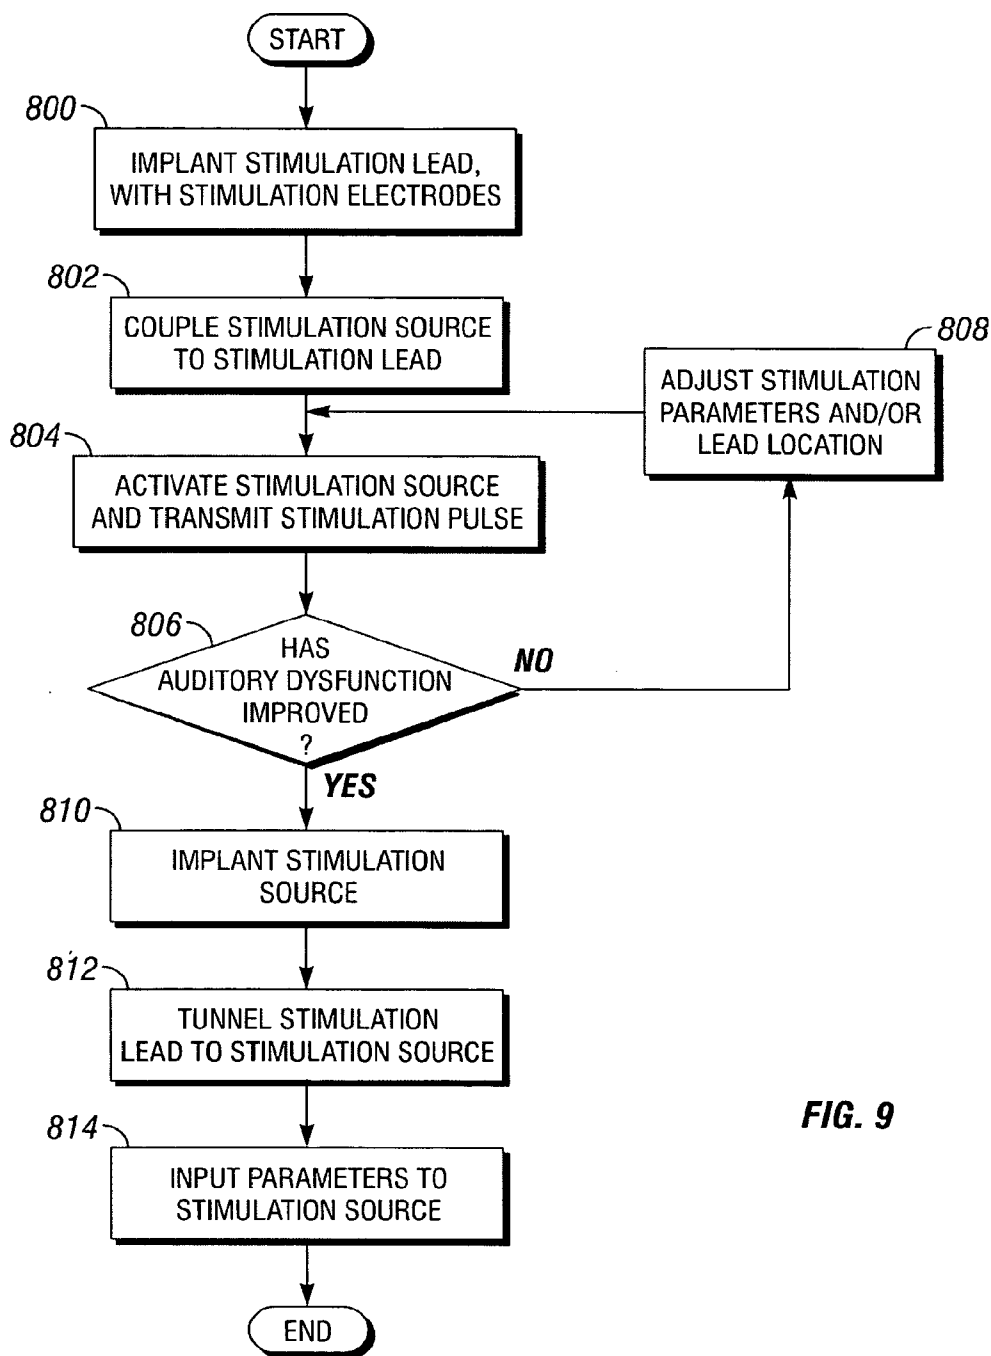 START
800
IMPLANT STIMULATION LEAD,
WITH STIMULATION ELECTRODES
802
COUPLE STIMULATION SOURCE
TO STIMULATION LEAD
808
ADJUST STIMULATION
PARAMETERS AND/OR
LEAD LOCATION
804
ACTIVATE STIMULATION SOURCE
AND TRANSMIT STIMULATION PULSE
806
HAS
AUDITORY DYSFUNCTION
IMPROVED
?
NO
YES
810
IMPLANT STIMULATION
SOURCE
812
TUNNEL STIMULATION
LEAD TO STIMULATION SOURCE
814
INPUT PARAMETERS TO
STIMULATION SOURCE
END
FIG. 9